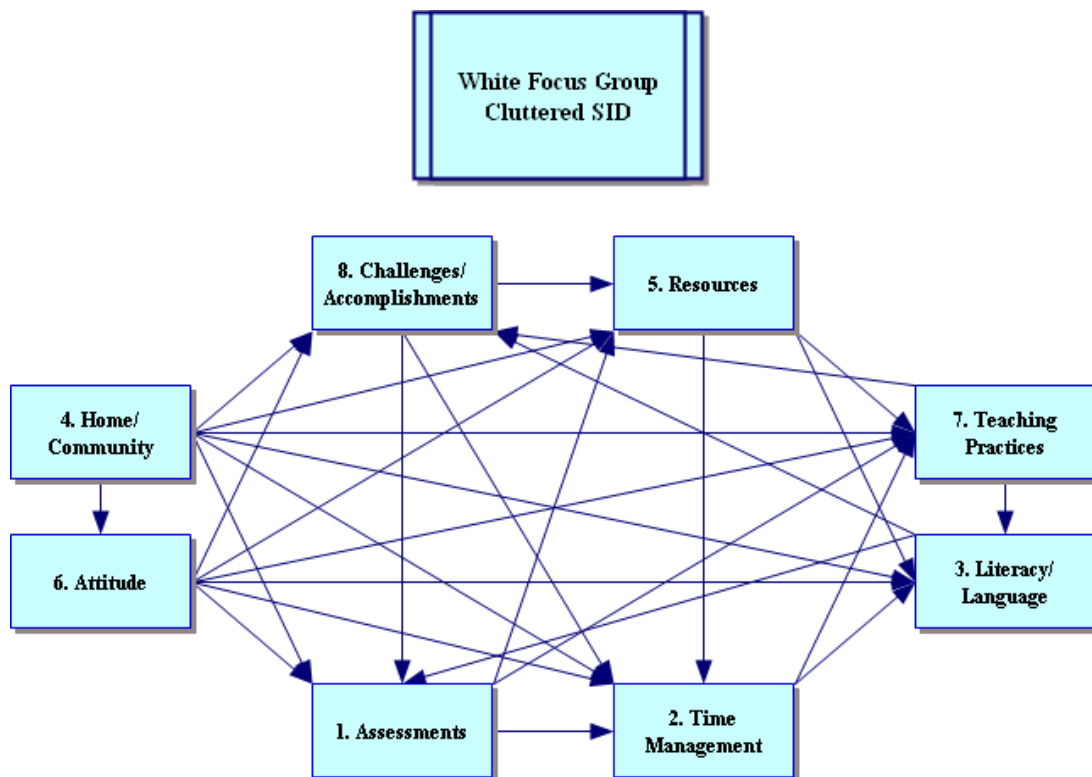 White Focus Group
Cluttered SID
8. Challenges/
Accomplishments
5. Resources
4. Home/
Community
7. Teaching
Practices
6. Attitude
3. Literacy/
Language
1. Assessments
2. Time
Management